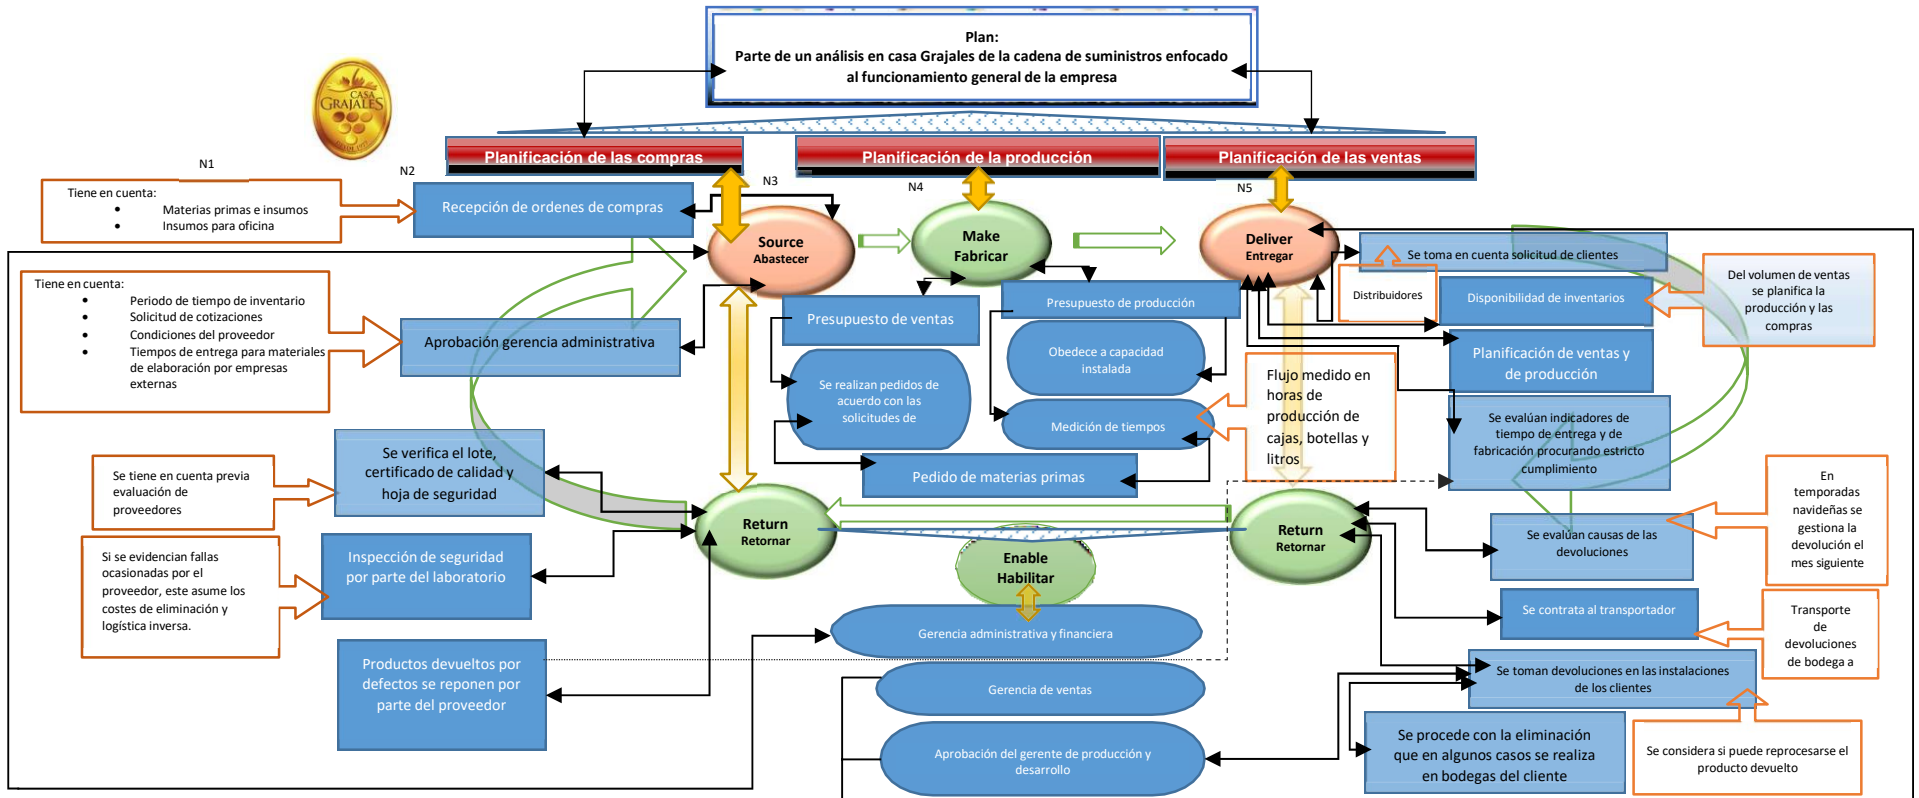 Plan:
Parte de un análisis en casa Grajales de la cadena de suministros enfocado
al funcionamiento general de la empresa
CASA
GRAJALES
Planificación de las compras
Planificación de la producción
Planificación de las ventas
N1
N2
N3
N4
N5
Tiene en cuenta:
• Materias primas e insumos
• Insumos para oficina
Recepción de ordenes de compras
Source
Abastecer
Make
Fabricar
Deliver
Entregar
Se toma en cuenta solicitud de clientes
Distribuidores
Disponibilidad de inventarios
Del volumen de ventas
se planifica la
producción y las
compras
Tiene en cuenta:
• Periodo de tiempo de inventario
• Solicitud de cotizaciones
• Condiciones del proveedor
• Tiempos de entrega para materiales
de elaboración por empresas
externas
Aprobación gerencia administrativa
Presupuesto de ventas
Presupuesto de producción
Obedece a capacidad
instalada
Planificación de ventas y
de producción
Se realizan pedidos de
acuerdo con las
solicitudes de
Medición de tiempos
Flujo medido en
horas de
producción de
cajas, botellas y
litros
Se evalúan indicadores de
tiempo de entrega y de
fabricación procurando estricto
cumplimiento
Pedido de materias primas
Se verifica el lote,
certificado de calidad y
hoja de seguridad
Se tiene en cuenta previa
evaluación de
proveedores
Return
Retornar
Enable
Habilitar
Return
Retornar
Se evalúan causas de las
devoluciones
En
temporadas
navideñas se
gestiona la
devolución el
mes siguiente
Inspección de seguridad
por parte del laboratorio
Si se evidencian fallas
ocasionadas por el
proveedor, este asume los
costes de eliminación y
logística inversa.
Gerencia administrativa y financiera
Se contrata al transportador
Transporte
de
devoluciones
de bodega a
Productos devueltos por
defectos se reponen por
parte del proveedor
Gerencia de ventas
Se toman devoluciones en las instalaciones
de los clientes
Aprobación del gerente de producción y
desarrollo
Se procede con la eliminación
que en algunos casos se realiza
en bodegas del cliente
Se considera si puede reprocesarse el
producto devuelto